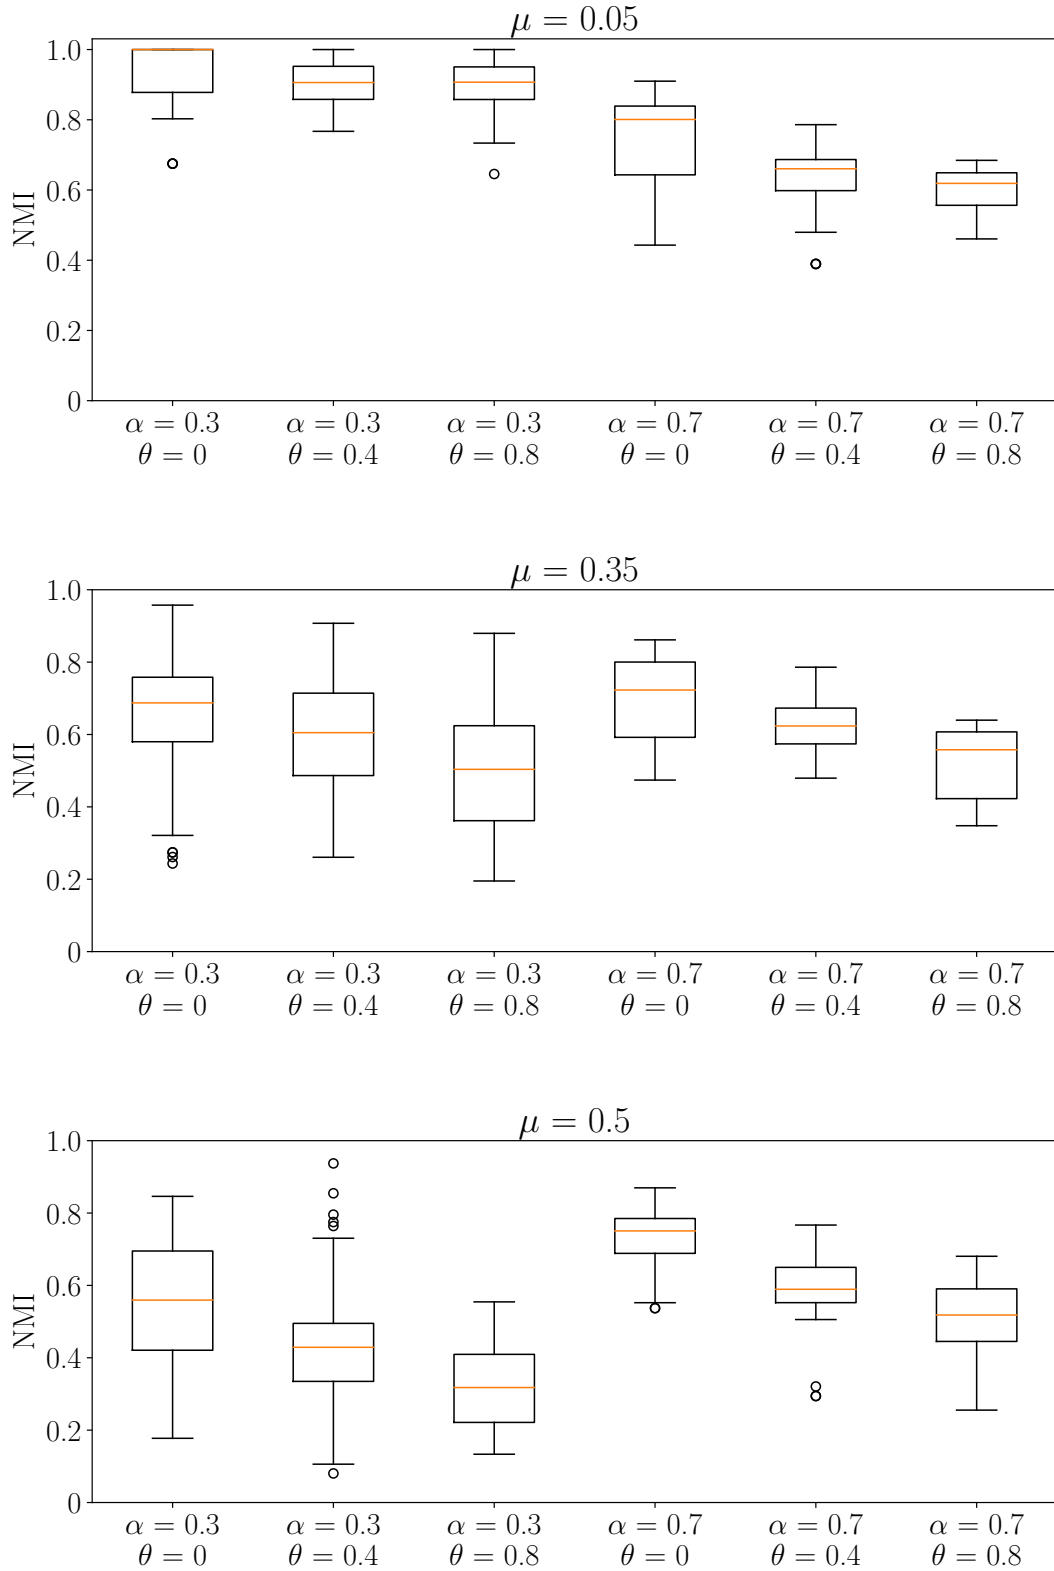 μ = 0.05
1.0
0.8
0.6
0.4
0.2
0
NMI
α = 0.3 α = 0.3 α = 0.3 α = 0.7 α = 0.7 α = 0.7
θ = 0 θ = 0.4 θ = 0.8 θ = 0 θ = 0.4 θ = 0.8
μ = 0.35
1.0
0.8
0.6
0.4
0.2
0
NMI
α = 0.3 α = 0.3 α = 0.3 α = 0.7 α = 0.7 α = 0.7
θ = 0 θ = 0.4 θ = 0.8 θ = 0 θ = 0.4 θ = 0.8
μ = 0.5
1.0
0.8
0.6
0.4
0.2
0
NMI
α = 0.3 α = 0.3 α = 0.3 α = 0.7 α = 0.7 α = 0.7
θ = 0 θ = 0.4 θ = 0.8 θ = 0 θ = 0.4 θ = 0.8